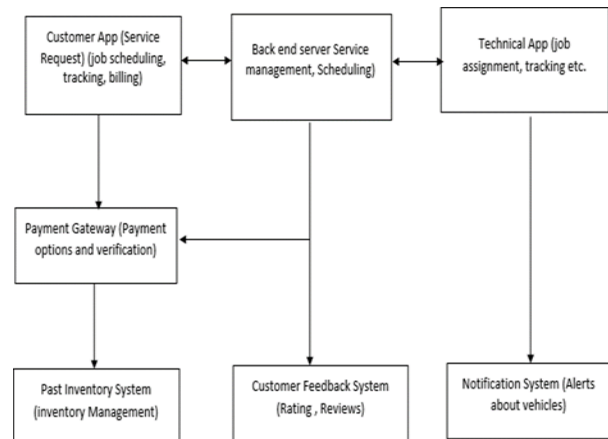 Customer App (Service
Request) (job scheduling,
tracking, billing)
Back end server Service
management, Scheduling)
Technical App (job
assignment, tracking etc.
Payment Gateway (Payment
options and verification)
Past Inventory System
(inventory Management)
Customer Feedback System
(Rating , Reviews)
Notification System (Alerts
about vehicles)